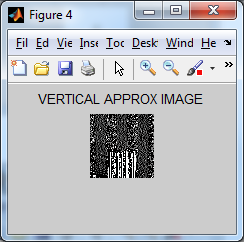 Figure 4
Fil Ed Vie Inse Too Desk Wind He
VERTICAL APPROX IMAGE